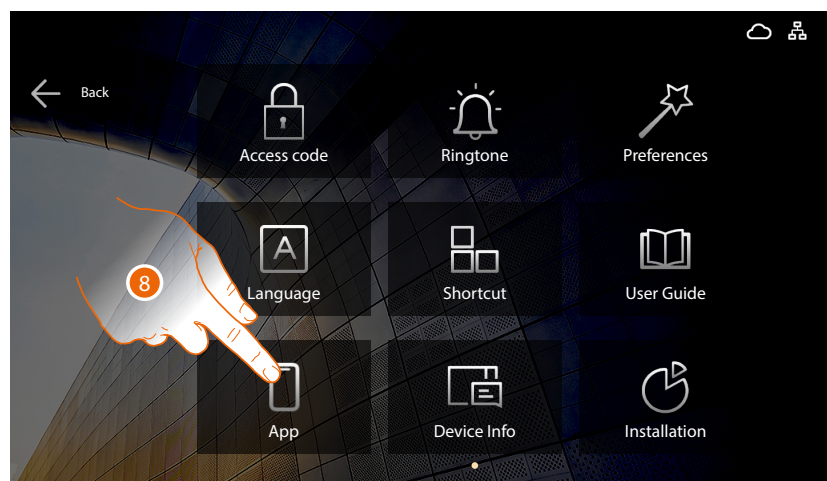 Back
Access code
Ringtone
Preferences
A
Language
Shortcut
User Guide
8
App
Device Info
Installation